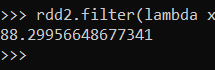 >>> rdd2.filter(lambda x
88.29956648677341
>>>